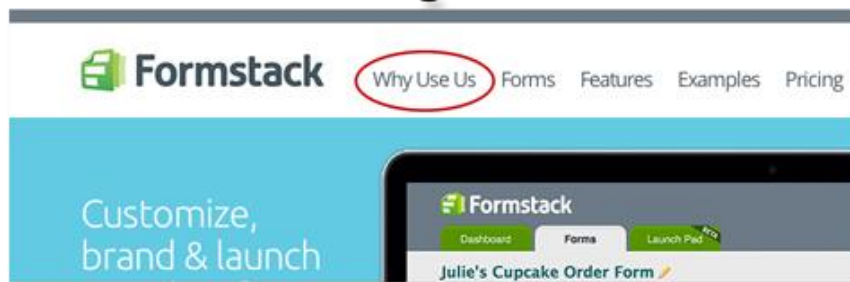 Formstack Why Use Us Forms Features Examples Pricing
Customize,
brand & launch
Formstack
Dashboard Forms Launch Pad BETA
Julie's Cupcake Order Form